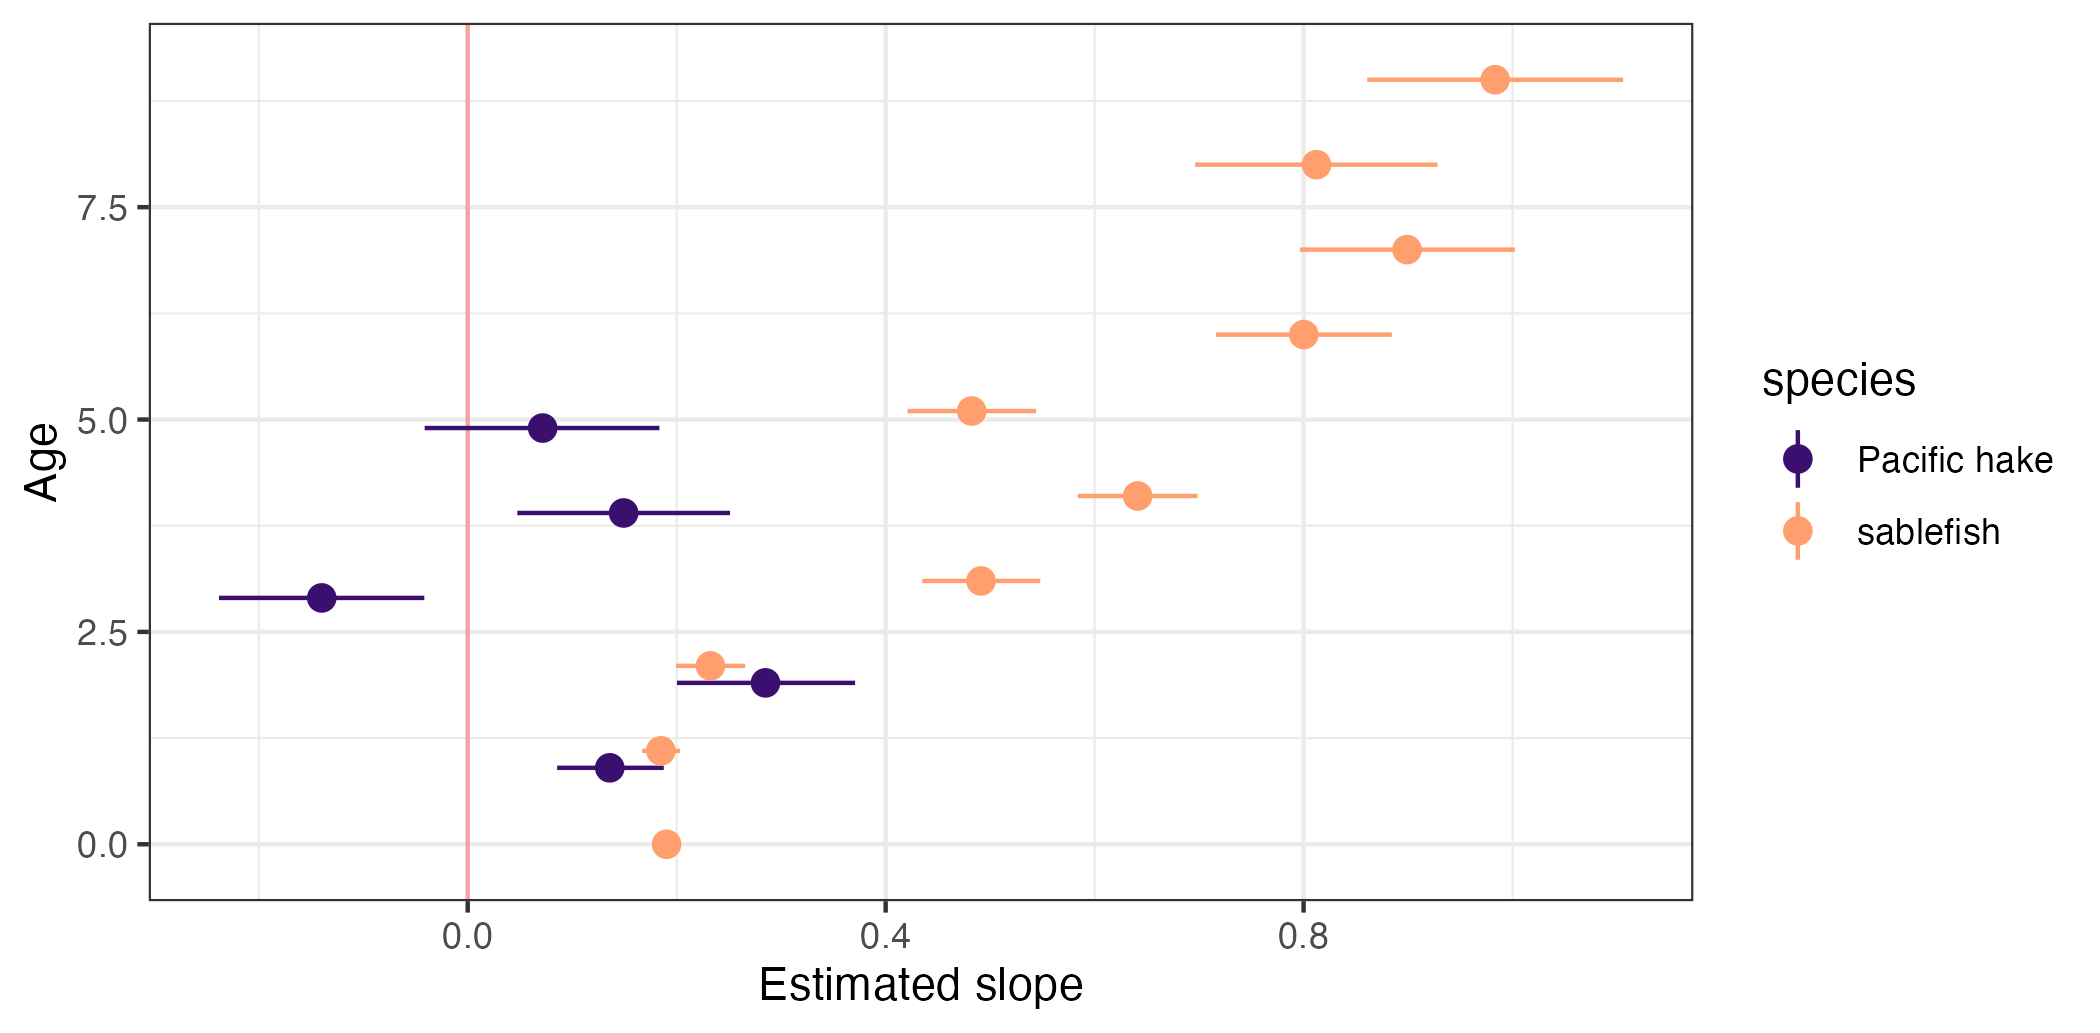 7.5
5.0
2.5
0.0
Age
0.0 0.4 0.8
Estimated slope
species
Pacific hake
sablefish